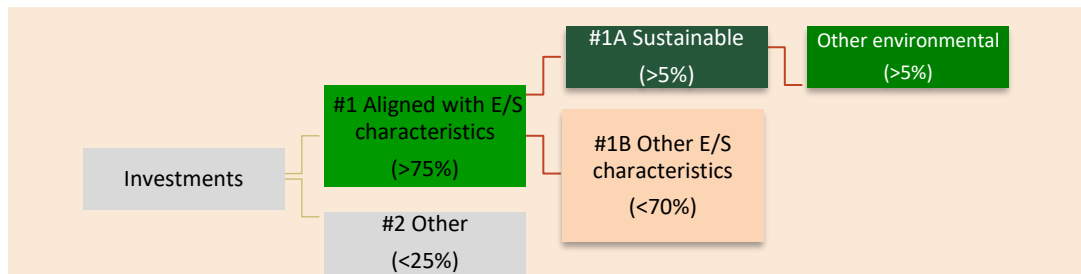 Investments
#1 Aligned with E/S
characteristics
(>75%)
#2 Other
(<25%)
#1A Sustainable
(>5%)
#1B Other E/S
characteristics
(<70%)
Other environmental
(>5%)